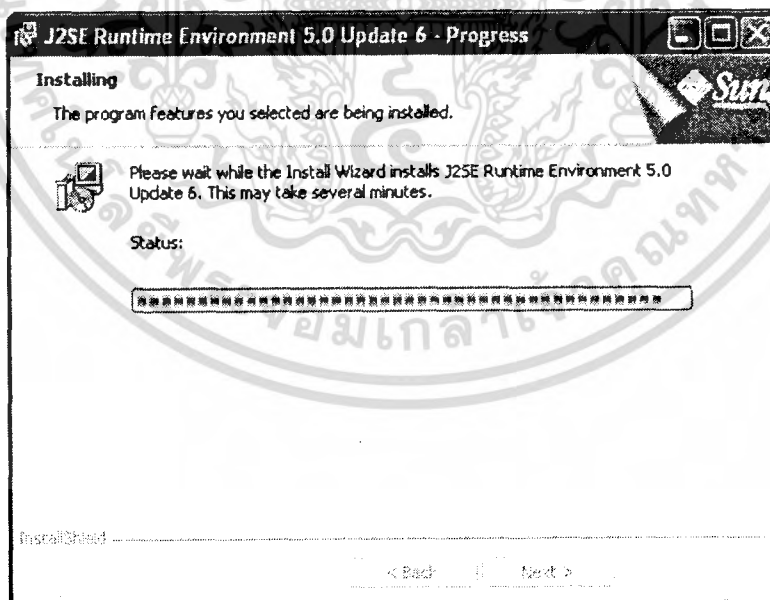 J2SE Runtime Environment 5.0 Update 6 - Progress
Installing
The program features you selected are being installed.
Sun
Please wait while the Install Wizard installs J2SE Runtime Environment 5.0
Update 6. This may take several minutes.
Status:
InstallShield
< Back
Next >